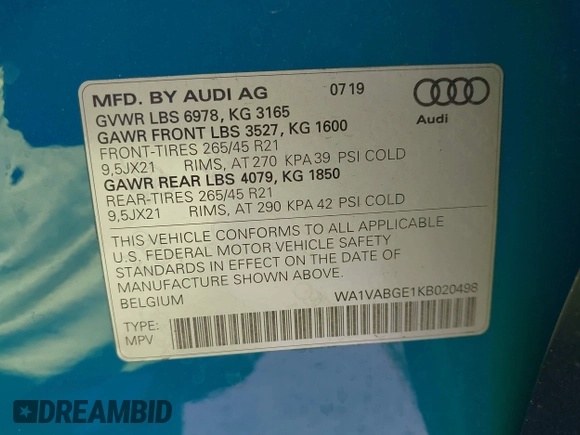 MFD. BY AUDI AG 07/19
GVWR LBS 6978, KG 3165
GAWR FRONT LBS 3527, KG 1600
FRONT-TIRES 265/45 R21
9,5JX21 RIMS, AT 270 KPA 39 PSI COLD
GAWR REAR LBS 4079, KG 1850
REAR-TIRES 265/45 R21
9,5JX21 RIMS, AT 290 KPA 42 PSI COLD
Audi
THIS VEHICLE CONFORMS TO ALL APPLICABLE
U.S. FEDERAL MOTOR VEHICLE SAFETY
STANDARDS IN EFFECT ON THE DATE OF
MANUFACTURE SHOWN ABOVE.
BELGIUM WA1VABGE1KB020498
TYPE:
MPV
DREAMBID